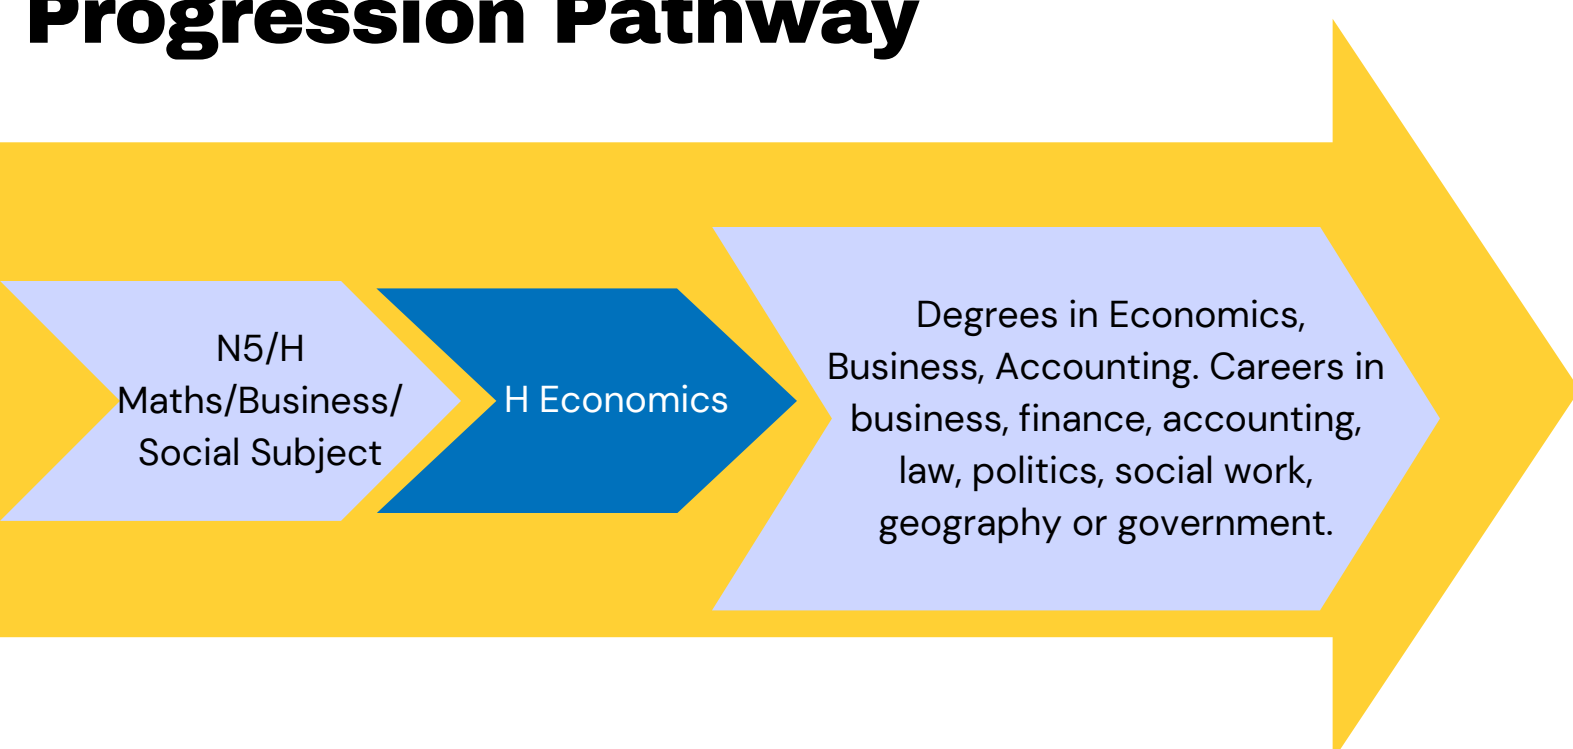 Progression Pathway
N5/H
Maths/Business/
Social Subject
H Economics
Degrees in Economics,
Business, Accounting. Careers in
business, finance, accounting,
law, politics, social work,
geography or government.